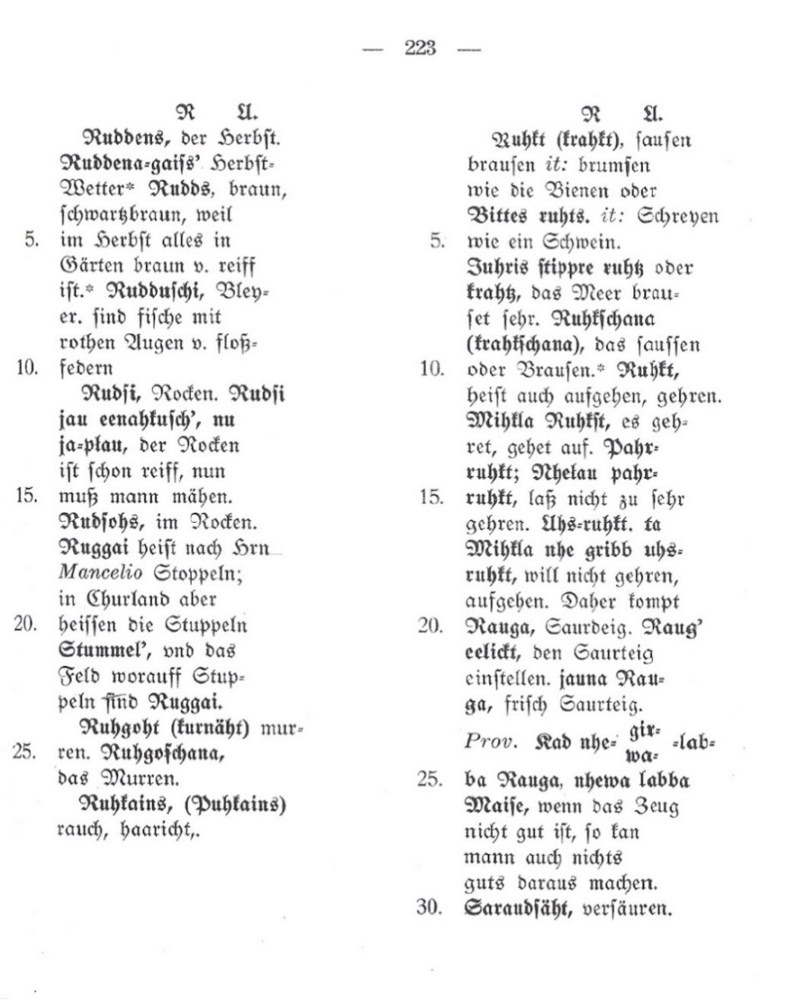 — 223 —
R U.
Ruddens, der Herbſt.
Ruddena⸗gaiſs’ Herbſt⸗
Wetter* Rudds, braun,
ſchwartzbraun, weil
5. im Herbſt alles in
Gärten braun v. reiff
iſt.* Rudduſchi, Bley⸗
er. ſind fiſche mit
rothen Augen v. floß⸗
10. federn
Rudſi, Rocken. Rudſi
jau eenahkuſch’, nu
ja⸗płau, der Rocken
iſt ſchon reiff, nun
15. muß mann mähen.
Rudſohs, im Rocken.
Ruggai heiſt nach Hrn
Mancelio Stoppeln;
in Churland aber
20. heiſſen die Stuppeln
Stummel’, vnd das
Feld worauff Stup⸗
peln ſind Ruggai.
Ruhgoht (kurnäht) mur⸗
25. ren. Ruhgoſchana,
das Murren.
Ruhkains, (Puhkains)
rauch, haaricht,.
R U.
Ruhkt (krahkt), ſauſen
brauſen it: brumſen
wie die Bienen oder
Bittes ruhts. it: Schreyen
5. wie ein Schwein.
Juhris ſtippre ruhtz oder
krahtz, das Meer brau⸗
ſet ſehr. Ruhkſchana
(krahkſchana), das ſauſſen
10. oder Brauſen.* Ruhkt,
heiſt auch aufgehen, gehren.
Mihkla Ruhkſt, es geh⸗
ret, gehet auf. Pahr⸗
ruhkt; Nhelau pahr⸗
15. ruhkt, laß nicht zu ſehr
gehren. Uhs⸗ruhkt. ta
Mihkla nhe gribb uhs⸗
ruhkt, will nicht gehren,
aufgehen. Daher kompt
20. Rauga, Saurdeig. Raug’
eelickt, den Saurteig
einſtellen. jauna Rau⸗
ga, friſch Saurteig.
Prov. Kad nhe⸗ gir⸗ wa⸗ ⸗lab⸗
25. ba Rauga, nhewa labba
Maiſe, wenn das Zeug
nicht gut iſt, ſo kan
mann auch nichts
guts daraus machen.
30. Saraudſäht, verſäuren.